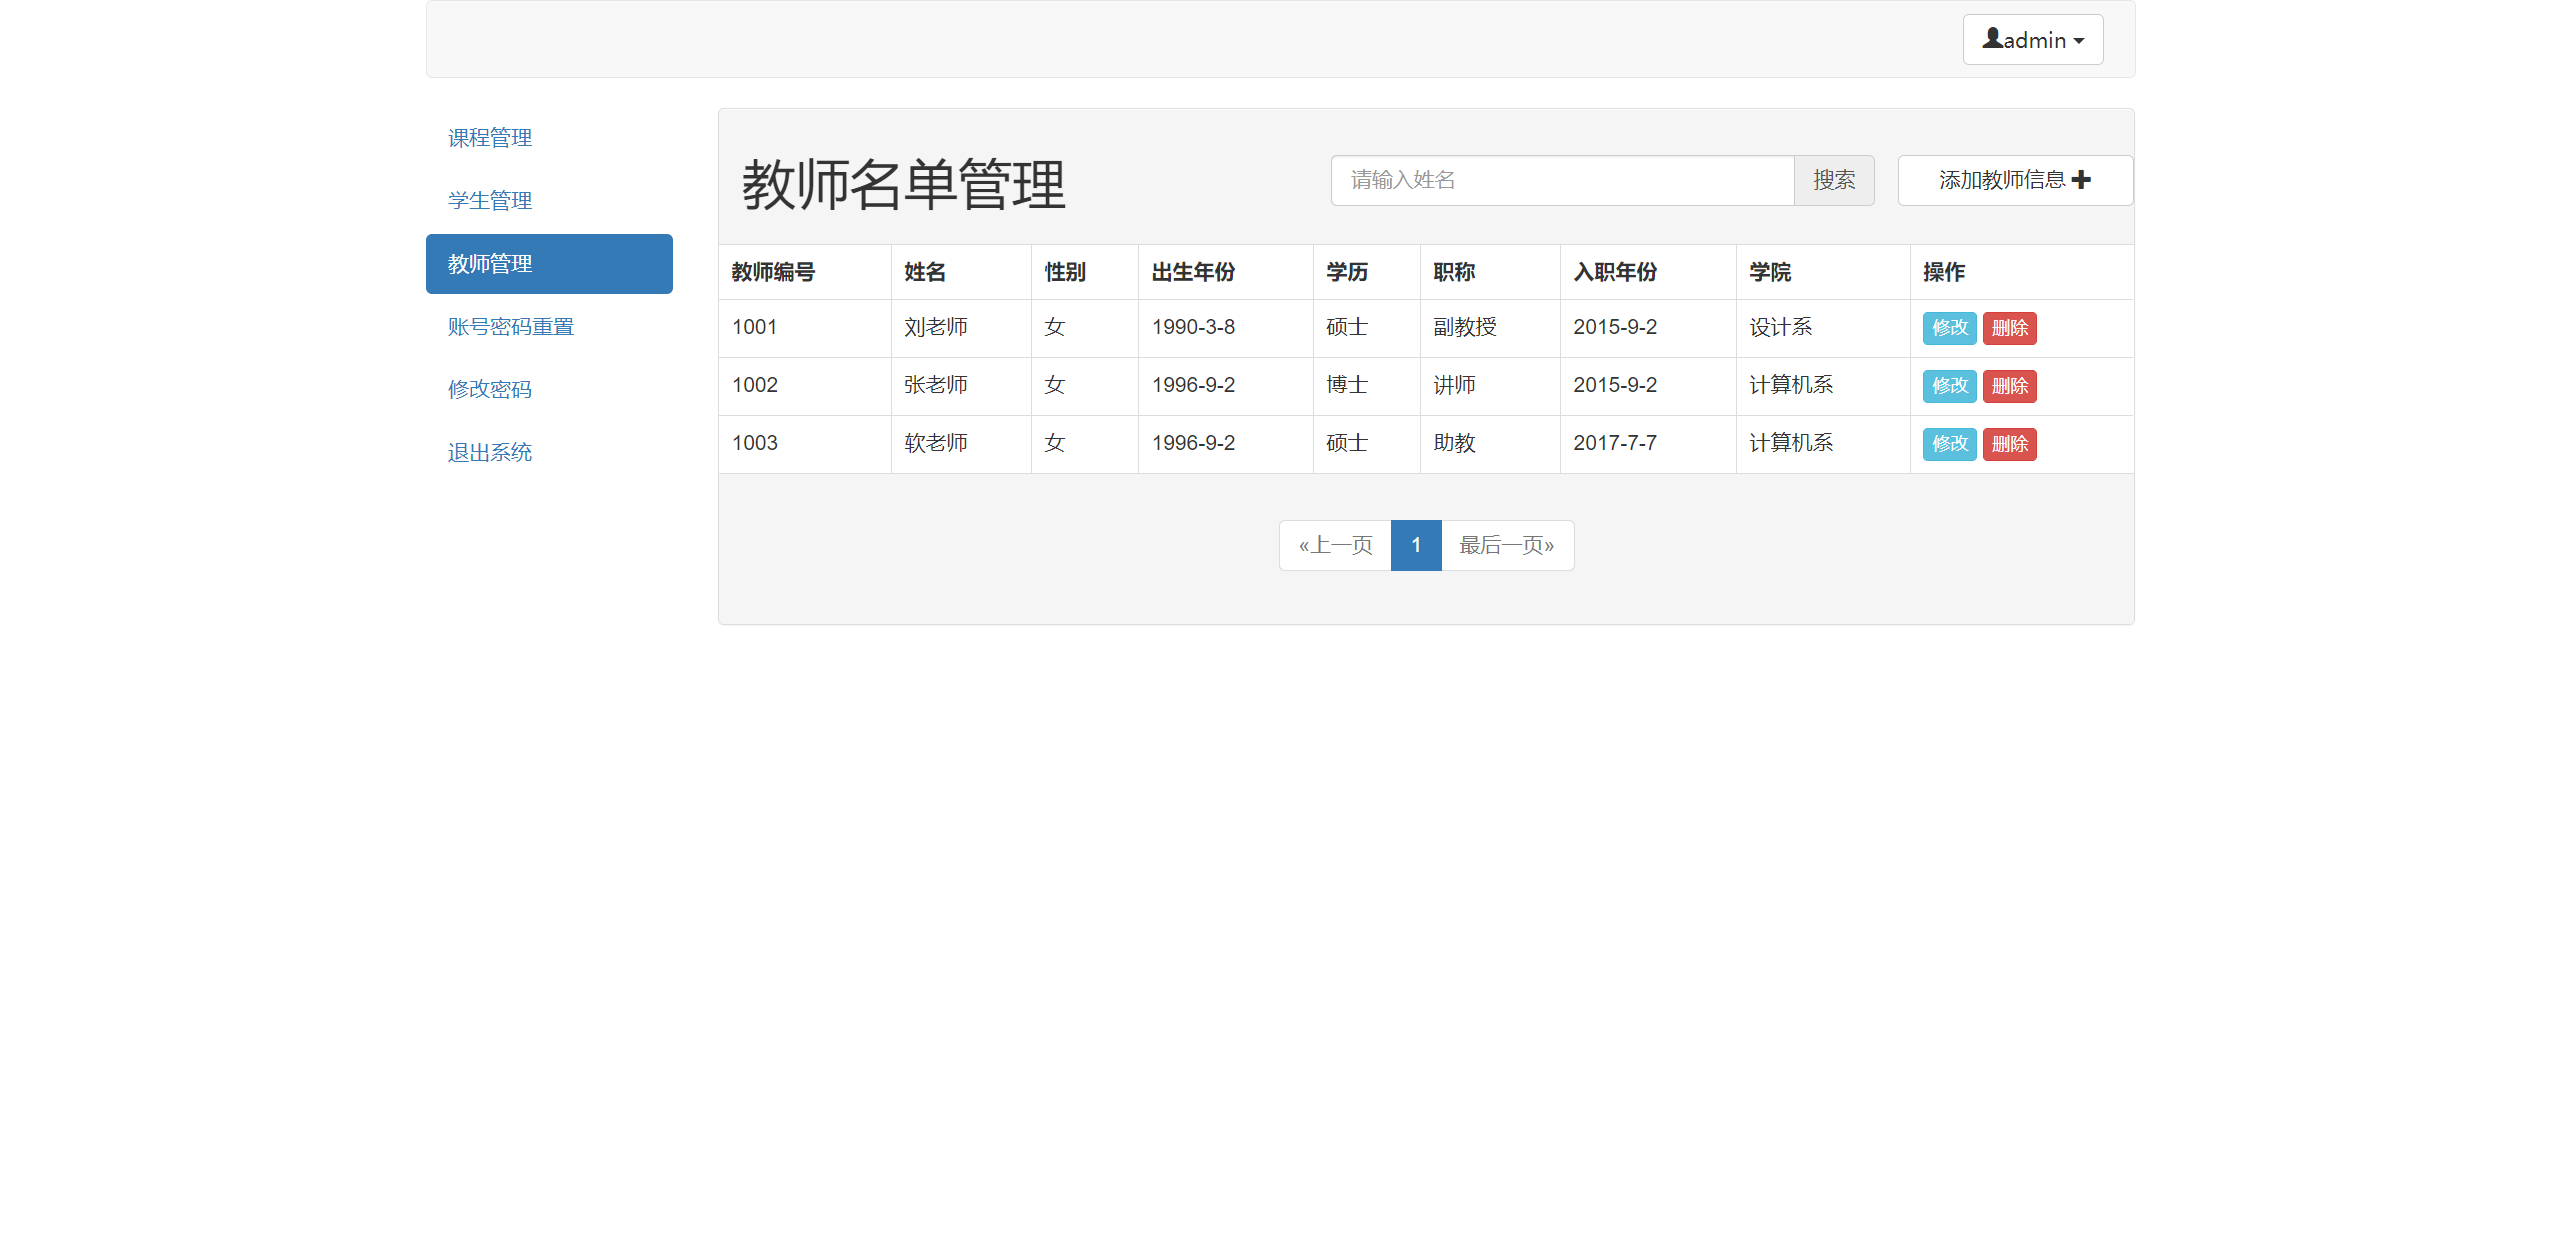 admin
课程管理
学生管理
教师管理
账号密码重置
修改密码
退出系统
教师名单管理 请输入姓名 搜索 添加教师信息
教师编号 姓名 性别 出生年份 学历 职称 入职年份 学院 操作
1001 刘老师 女 1990-3-8 硕士 副教授 2015-9-2 设计系 修改 删除
1002 张老师 女 1996-9-2 博士 讲师 2015-9-2 计算机系 修改 删除
1003 软老师 女 1996-9-2 硕士 助教 2017-7-7 计算机系 修改 删除
«上一页 1 最后一页»